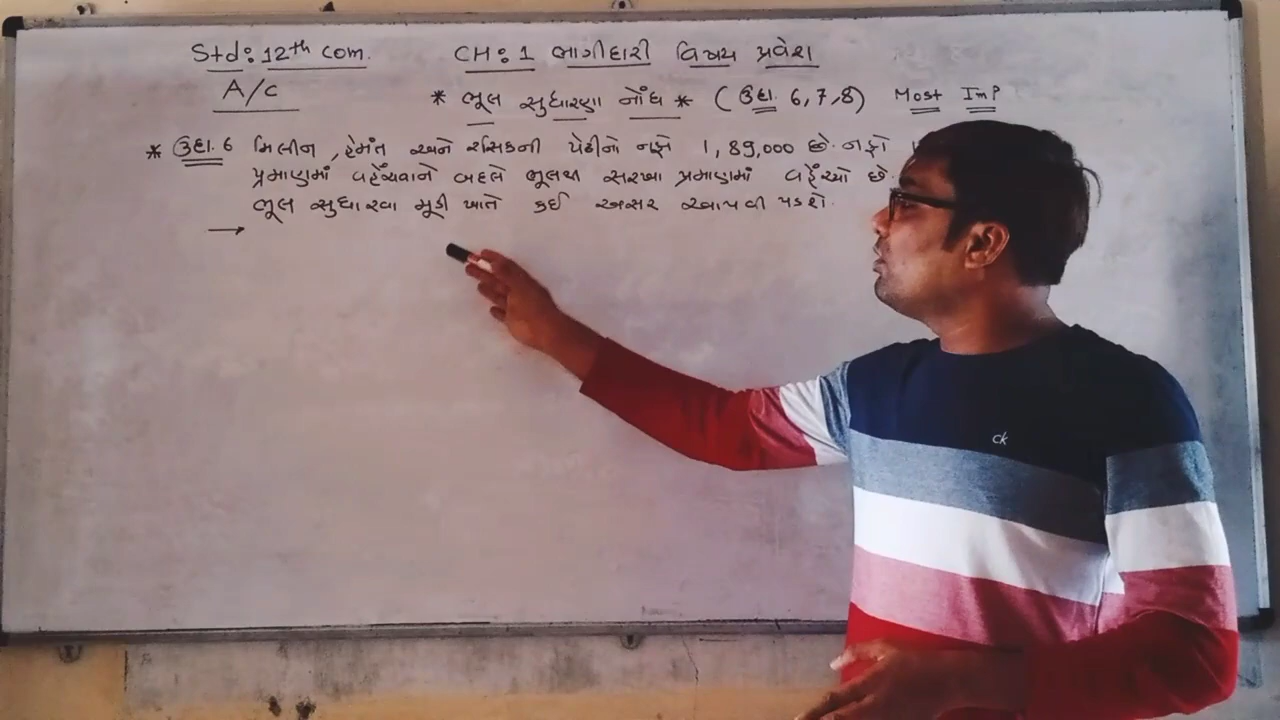 Std: 12th com. CH: 1 ભાગીદારી વિષય પ્રવેશ
A/C * ભૂલ સુધારણા નોંધ * (ઉદા. 6,7,8) Most Imp
* ઉદા. 6 મિલીન, હેમંત અને રસિકની પેઢીનો નફો 1,89,000 છે. નફો
પ્રમાણમાં વહેંચવાને બદલે ભૂલથી સરખા પ્રમાણમાં વહેંચ્યો છે.
ભૂલ સુધારવા મૂડી ખાતે કઈ અસર આપવી પડશે.
→
ck